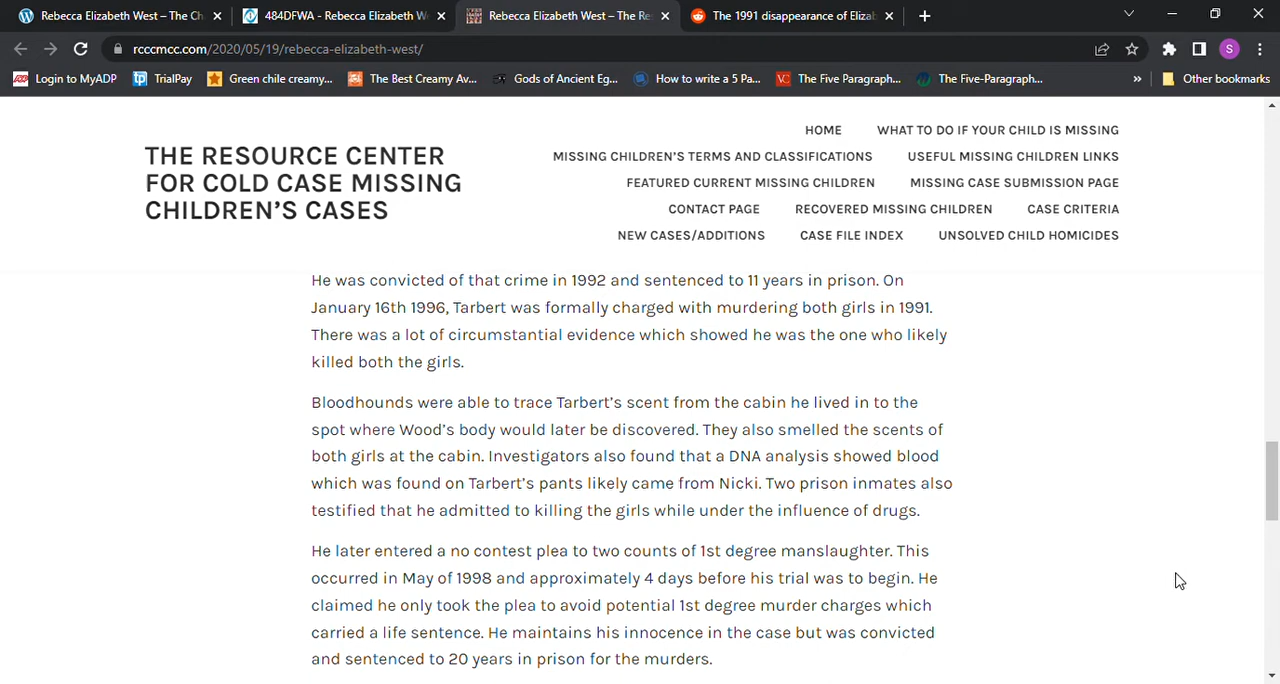 Rebecca Elizabeth West – The Ch
484DFWA - Rebecca Elizabeth W
Rebecca Elizabeth West – The Re
The 1991 disappearance of Elizab
rcccmcc.com/2020/05/19/rebecca-elizabeth-west/
S
Login to MyADP
TrialPay
Green chile creamy...
The Best Creamy Av...
Gods of Ancient Eg...
How to write a 5 Pa...
VC
The Five Paragraph...
The Five-Paragraph...
»
Other bookmarks
THE RESOURCE CENTER
FOR COLD CASE MISSING
CHILDREN'S CASES
HOME WHAT TO DO IF YOUR CHILD IS MISSING
MISSING CHILDREN'S TERMS AND CLASSIFICATIONS USEFUL MISSING CHILDREN LINKS
FEATURED CURRENT MISSING CHILDREN MISSING CASE SUBMISSION PAGE
CONTACT PAGE RECOVERED MISSING CHILDREN CASE CRITERIA
NEW CASES/ADDITIONS CASE FILE INDEX UNSOLVED CHILD HOMICIDES
He was convicted of that crime in 1992 and sentenced to 11 years in prison. On
January 16th 1996, Tarbert was formally charged with murdering both girls in 1991.
There was a lot of circumstantial evidence which showed he was the one who likely
killed both the girls.
Bloodhounds were able to trace Tarbert's scent from the cabin he lived in to the
spot where Wood's body would later be discovered. They also smelled the scents of
both girls at the cabin. Investigators also found that a DNA analysis showed blood
which was found on Tarbert's pants likely came from Nicki. Two prison inmates also
testified that he admitted to killing the girls while under the influence of drugs.
He later entered a no contest plea to two counts of 1st degree manslaughter. This
occurred in May of 1998 and approximately 4 days before his trial was to begin. He
claimed he only took the plea to avoid potential 1st degree murder charges which
carried a life sentence. He maintains his innocence in the case but was convicted
and sentenced to 20 years in prison for the murders.